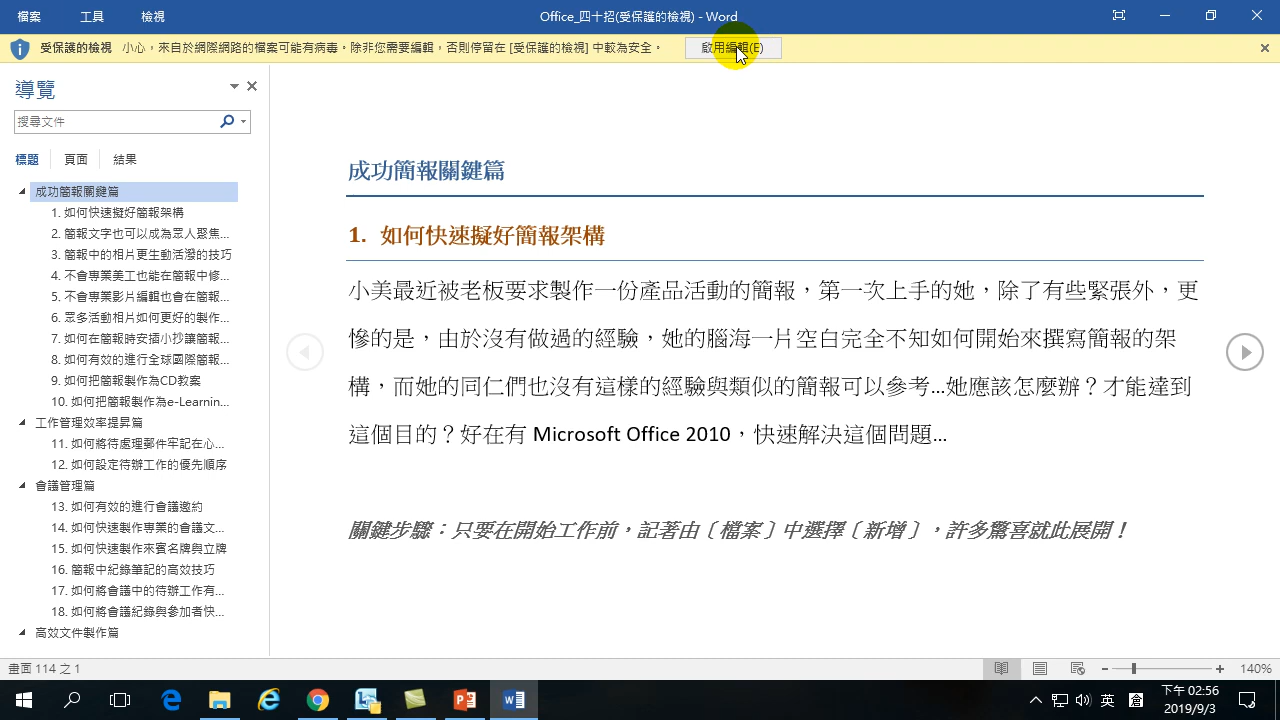 檔案 工具 檢視 Office_四十招(受保護的檢視) - Word
受保護的檢視 小心，來自於網際網路的檔案可能有病毒。除非您需要編輯，否則停留在 [受保護的檢視] 中較為安全。 啟用編輯(E)
導覽
搜尋文件
標題 頁面 結果
成功簡報關鍵篇
1. 如何快速擬好簡報架構
2. 簡報文字也可以成為眾人聚焦...
3. 簡報中的相片更生動活潑的技巧
4. 不會專業美工也能在簡報中修...
5. 不會專業影片編輯也會在簡報...
6. 眾多活動相片如何更好的製作...
7. 如何在簡報時安插小抄讓簡報...
8. 如何有效的進行全球國際簡報...
9. 如何把簡報製作為CD教案
10. 如何把簡報製作為e-Learnin...
工作管理效率提昇篇
11. 如何將待處理郵件牢記在心...
12. 如何設定待辦工作的優先順序
會議管理篇
13. 如何有效的進行會議邀約
14. 如何快速製作專業的會議文...
15. 如何快速製作來賓名牌與立牌
16. 簡報中紀錄筆記的高效技巧
17. 如何將會議中的待辦工作有...
18. 如何將會議紀錄與參加者快...
高效文件製作篇
成功簡報關鍵篇
1. 如何快速擬好簡報架構
小美最近被老板要求製作一份產品活動的簡報，第一次上手的她，除了有些緊張外，更
慘的是，由於沒有做過的經驗，她的腦海一片空白完全不知如何開始來撰寫簡報的架
構，而她的同仁們也沒有這樣的經驗與類似的簡報可以參考...她應該怎麼辦？才能達到
這個目的？好在有 Microsoft Office 2010，快速解決這個問題...
關鍵步驟：只要在開始工作前，記著由〔檔案〕中選擇〔新增〕，許多驚喜就此展開！
畫面 114 之 1 140%
英 下午 02:56
2019/9/3